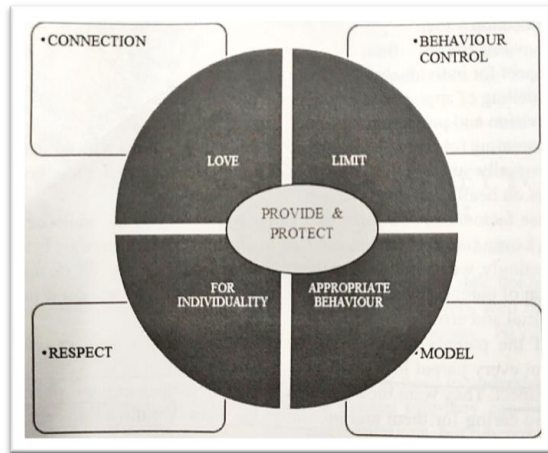 •CONNECTION
•BEHAVIOUR
CONTROL
LOVE
LIMIT
PROVIDE &
PROTECT
FOR
INDIVIDUALITY
APPROPRIATE
BEHAVIOUR
•RESPECT
•MODEL